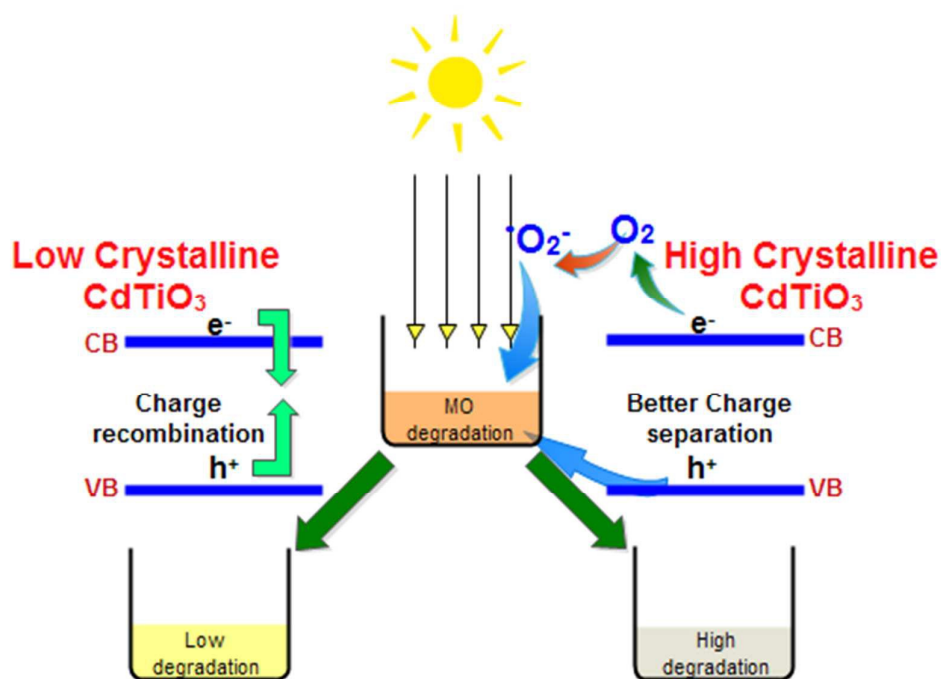 •O₂⁻
O₂
Low Crystalline
CdTiO₃
High Crystalline
CdTiO₃
e⁻
CB
e⁻
CB
Charge
recombination
MO
degradation
Better Charge
separation
h⁺
VB
h⁺
VB
Low
degradation
High
degradation